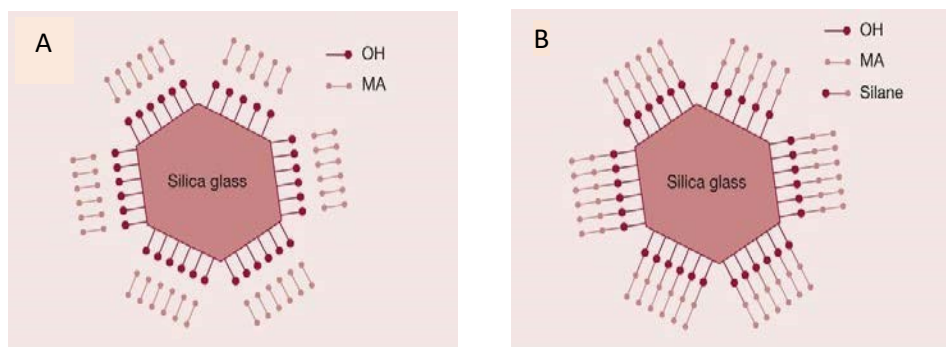 A
OH
MA
Silica glass
B
OH
MA
Silane
Silica glass